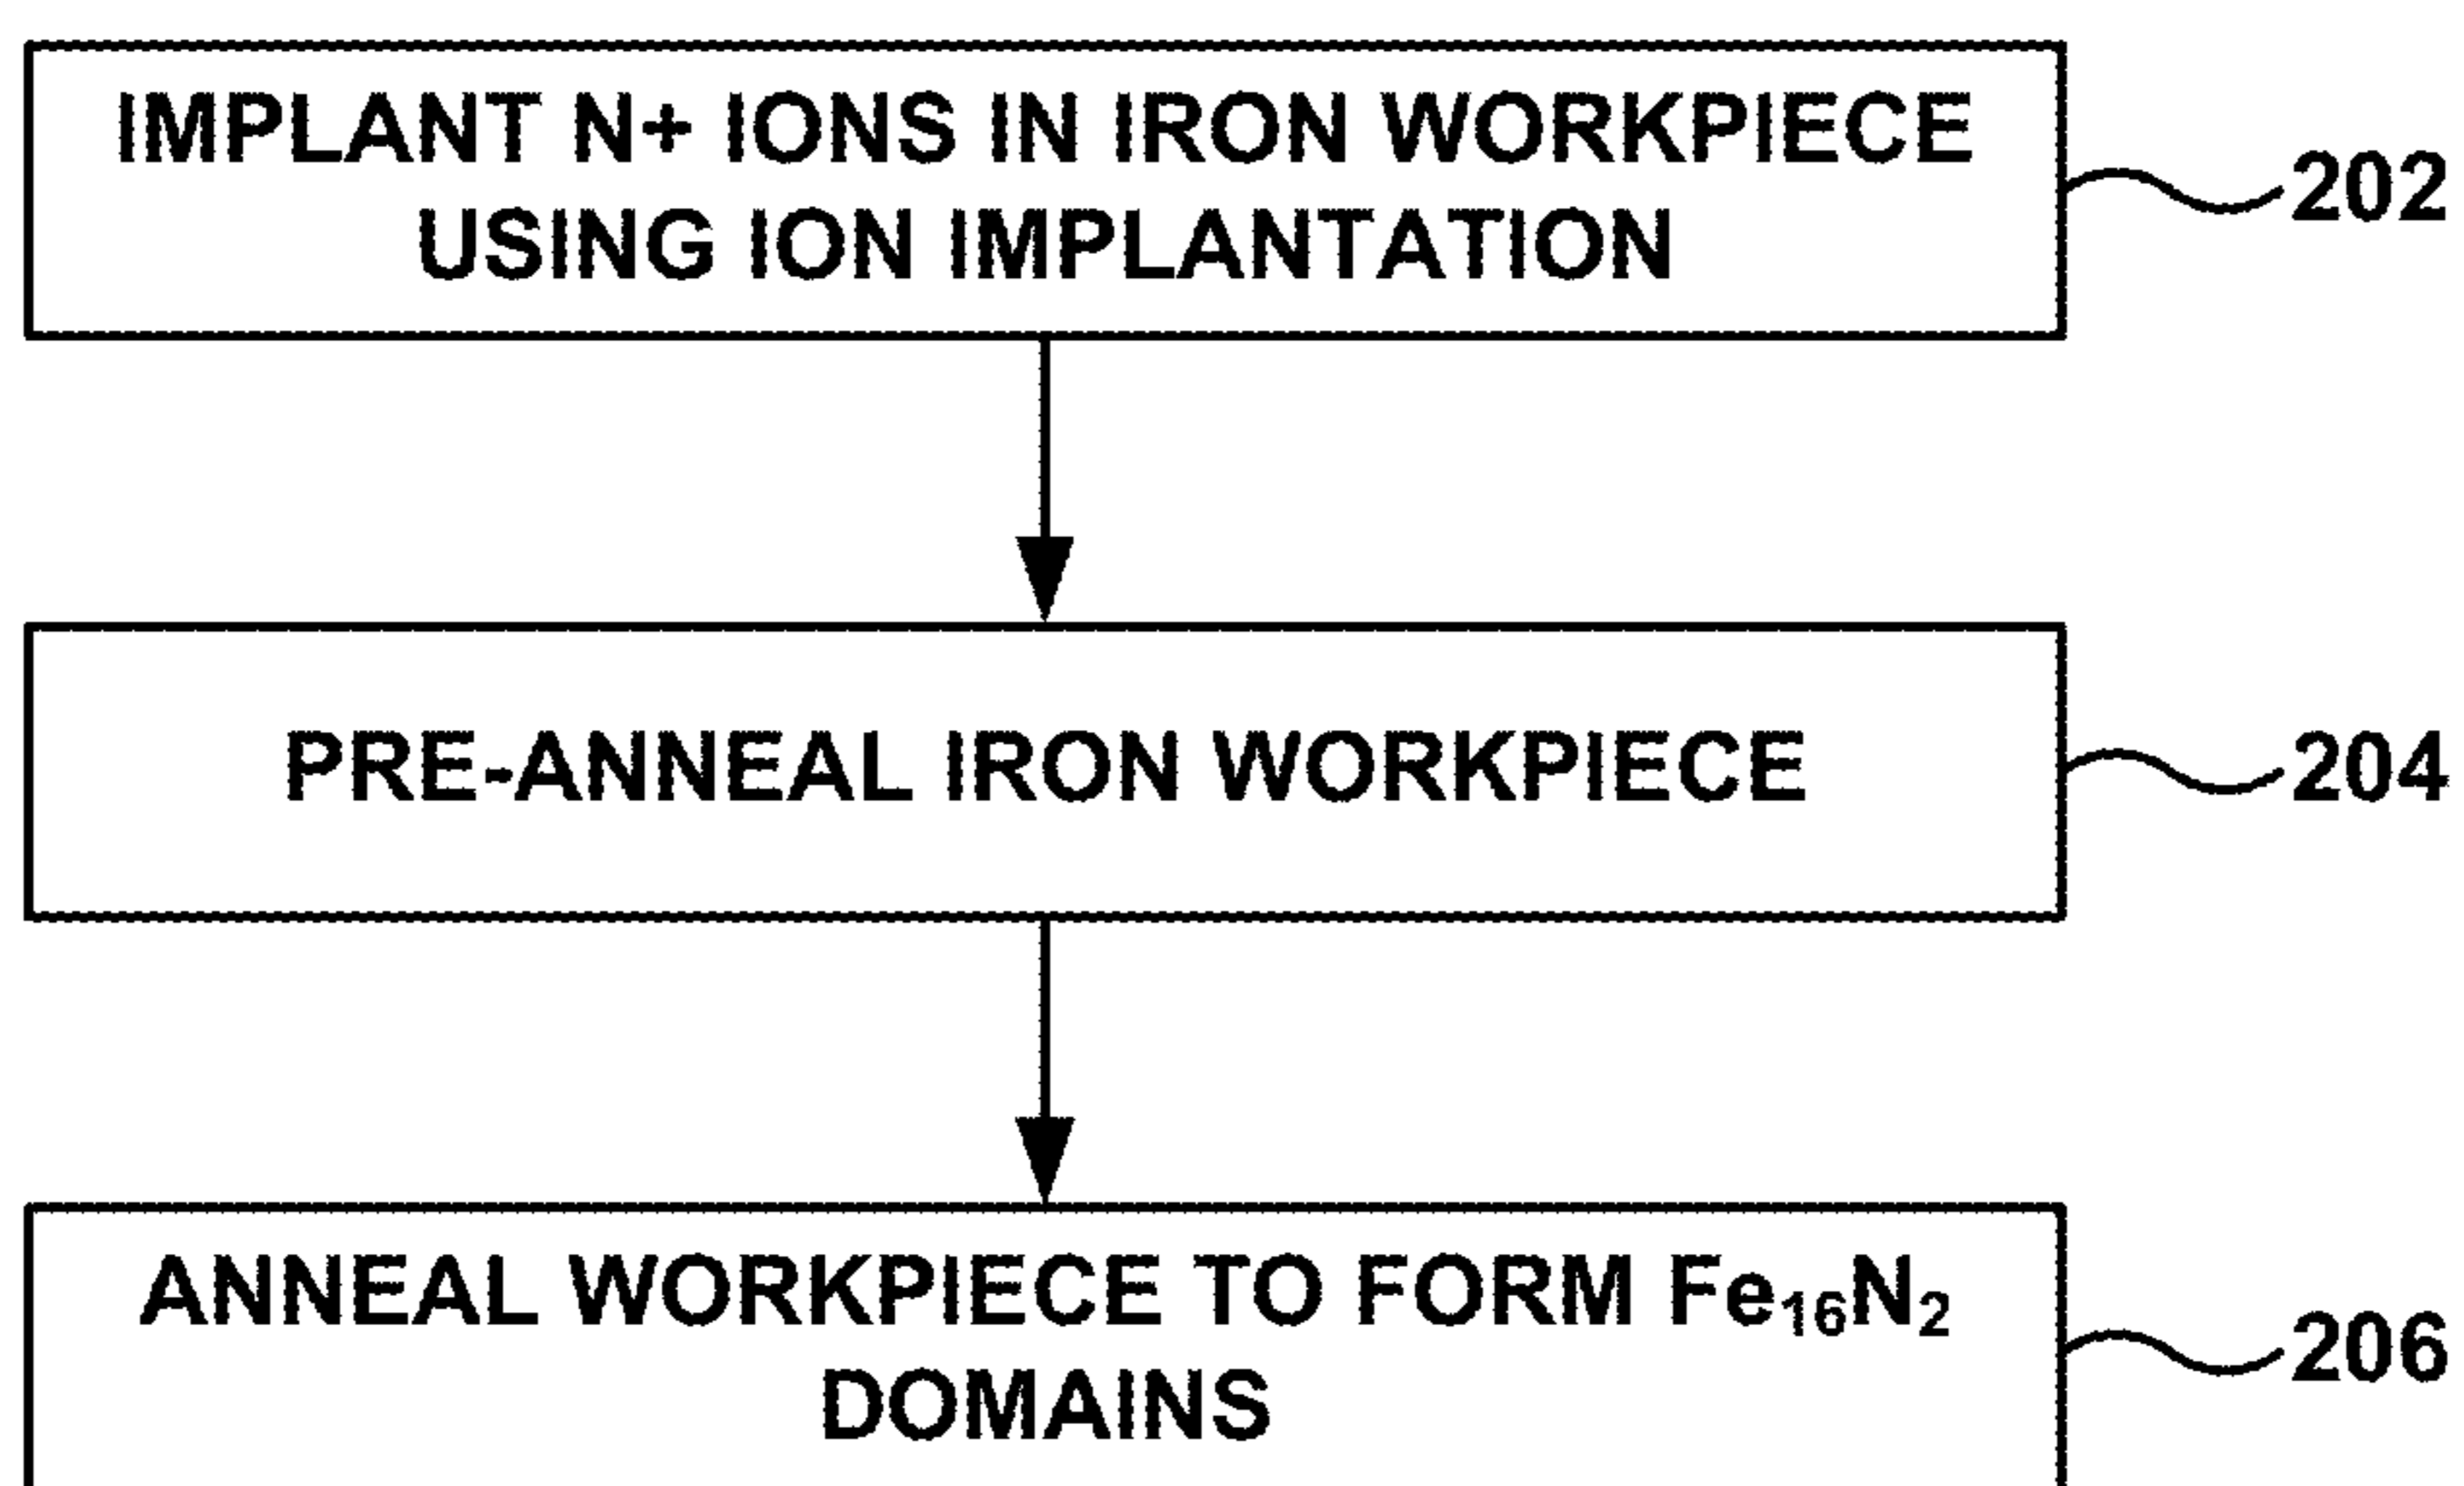 IMPLANT N+ IONS IN IRON WORKPIECE
USING ION IMPLANTATION
202
PRE-ANNEAL IRON WORKPIECE
204
ANNEAL WORKPIECE TO FORM Fe₁₆N₂
DOMAINS
206